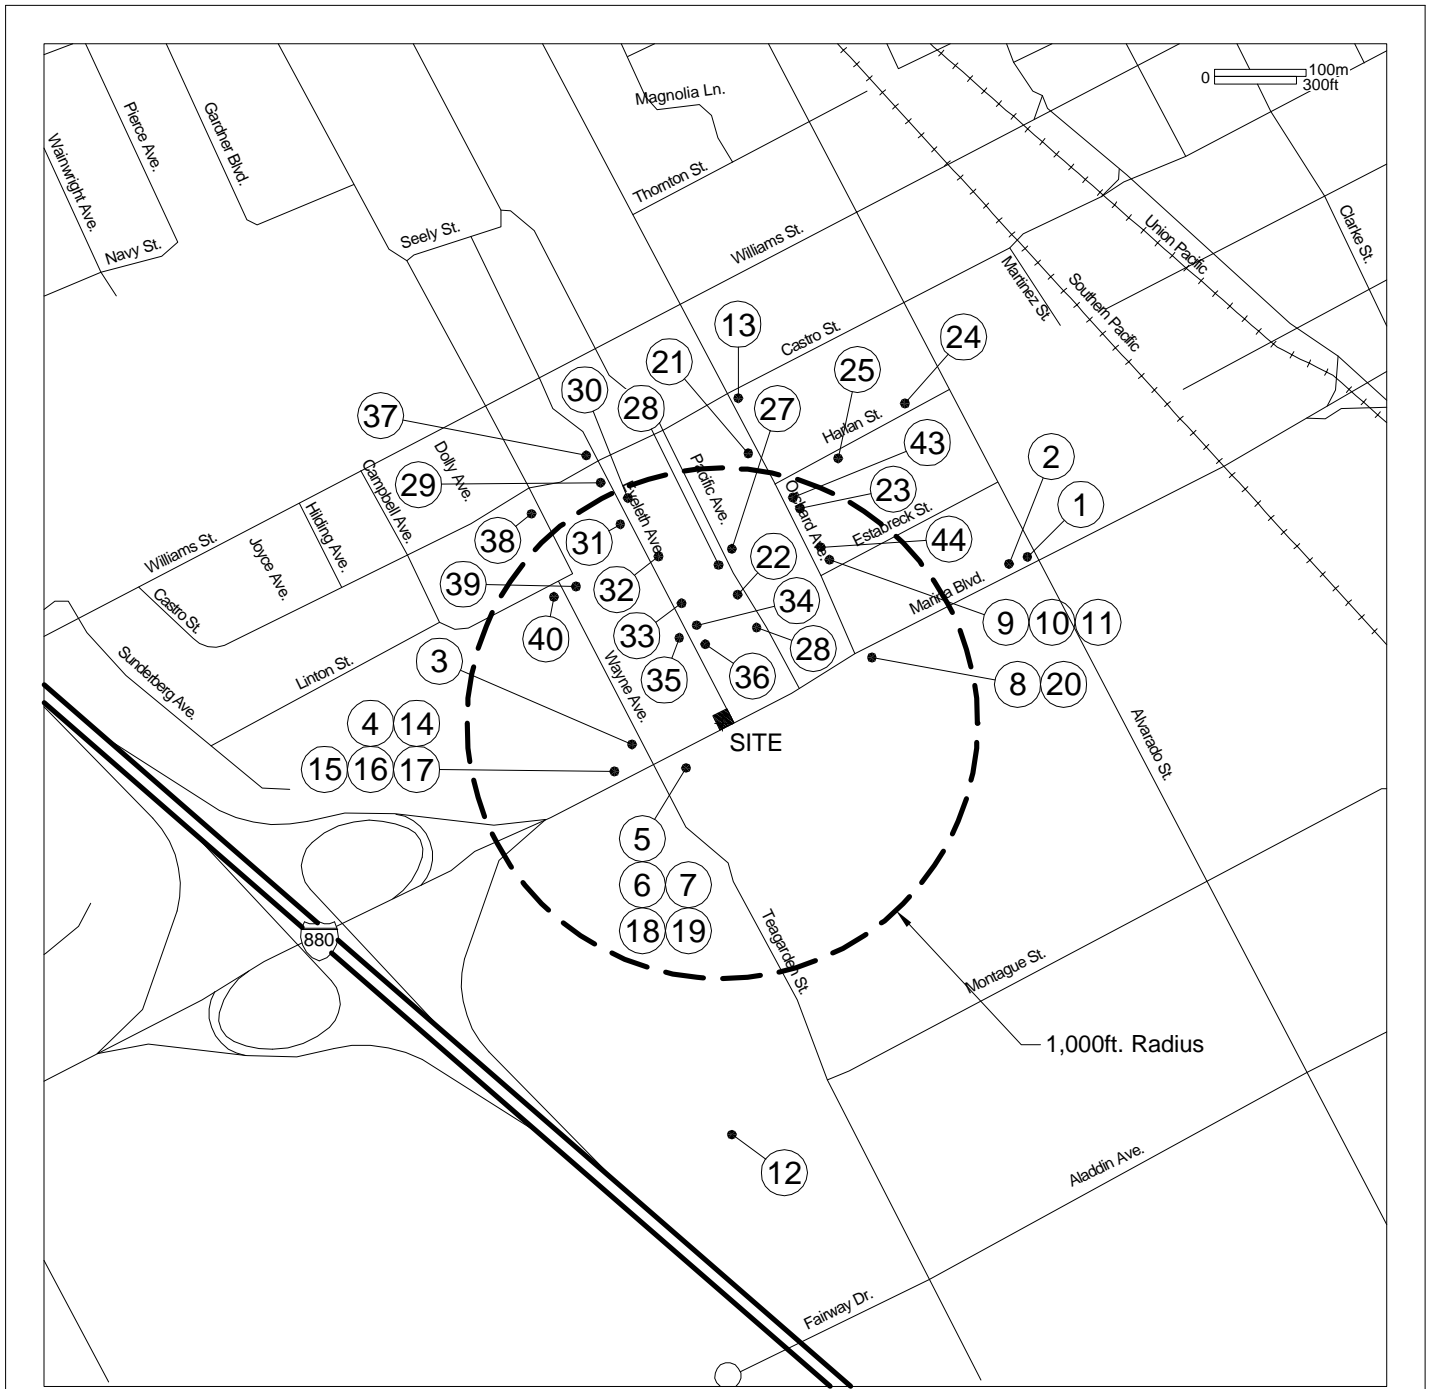 0 100m
300ft
Magnolia Ln.
Pierce Ave.
Gardner Blvd.
Wainwright Ave.
Thornton St.
Navy St.
Seely St.
Williams St.
Clarke St.
Union Pacific
Martinez St.
Southern Pacific
Castro St.
13
24
21
25
30
28
27
37
Harlan St.
43
2
Dolly Ave.
Pacific Ave.
29
Campbell Ave.
Eveleth Ave.
Orchard Ave.
23
1
Hilding Ave.
38
31
Estabreck St.
44
Williams St.
Joyce Ave.
22
39
32
Marina Blvd.
34
Castro St.
40
33
9 10 11
28
3
35
36
Sunderberg Ave.
Linton St.
Wayne Ave.
8 20
4 14
SITE
Alvarado St.
15 16 17
5
6 7
18 19
880
Teagarden St.
Montague St.
1,000ft. Radius
12
Aladdin Ave.
Fairway Dr.